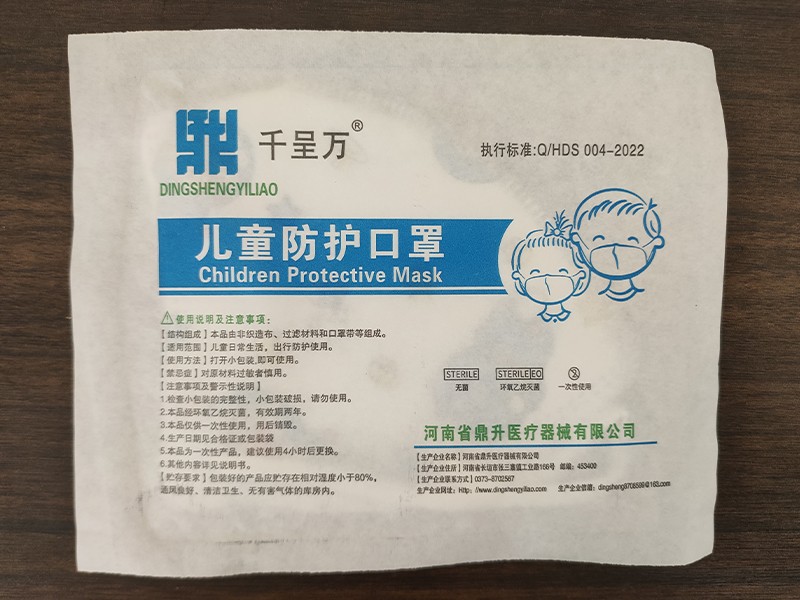 千呈万®
DINGSHENGYILIAO
执行标准:Q/HDS 004-2022
儿童防护口罩
Children Protective Mask
使用说明及注意事项:
【结构组成】本品由非织造布、过滤材料和口罩带等组成。
【适用范围】儿童日常生活，出行防护使用。
【使用方法】打开小包装,即可使用。
【禁忌症】对原材料过敏者慎用。
【注意事项及警示性说明】
1.检查小包装的完整性，小包装破损，请勿使用。
2.本品经环氧乙烷灭菌，有效期两年。
3.本品仅供一次性使用，用后销毁。
4.生产日期见合格证或包装袋
5.本品为一次性产品，建议使用4小时后更换。
6.其他内容详见说明书。
【贮存要求】包装好的产品应贮存在相对湿度小于80%，
通风良好、清洁卫生、无有害气体的库房内。
STERILE
STERILE EO
2
无菌
环氧乙烷灭菌
一次性使用
河南省鼎升医疗器械有限公司
【生产企业名称】河南省鼎升医疗器械有限公司
【生产企业住所】河南省长垣市张三寨镇工业路166号 邮编：453400
【生产企业联系方式】0373-8702567
生产企业网址：Http：//www.dingshengyiliao.com 生产企业信箱：dingsheng8708599@163.com